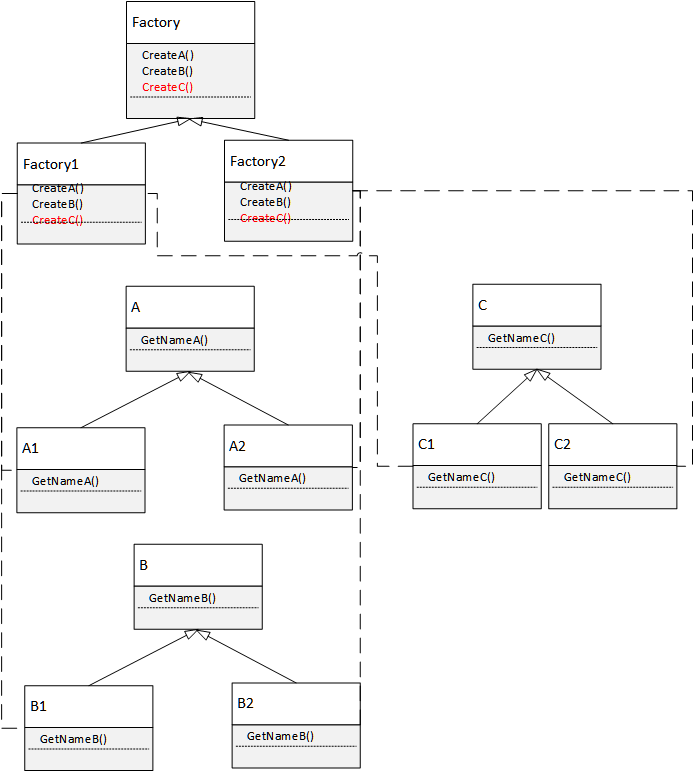 Factory
CreateA()
CreateB()
CreateC()
Factory1
CreateA()
CreateB()
CreateC()
Factory2
CreateA()
CreateB()
CreateC()
A
GetNameA()
C
GetNameC()
A1
GetNameA()
A2
GetNameA()
C1
GetNameC()
C2
GetNameC()
B
GetNameB()
B1
GetNameB()
B2
GetNameB()